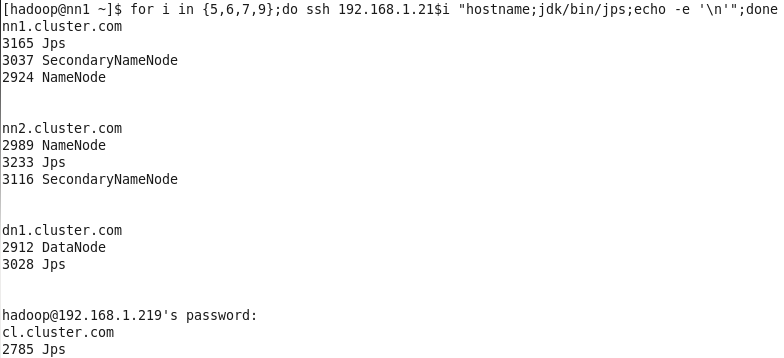 [hadoop@nn1 ~]$ for i in {5,6,7,9};do ssh 192.168.1.21$i "hostname;jdk/bin/jps;echo -e '\n'";done
nn1.cluster.com
3165 Jps
3037 SecondaryNameNode
2924 NameNode
nn2.cluster.com
2989 NameNode
3233 Jps
3116 SecondaryNameNode
dn1.cluster.com
2912 DataNode
3028 Jps
hadoop@192.168.1.219's password:
cl.cluster.com
2785 Jps